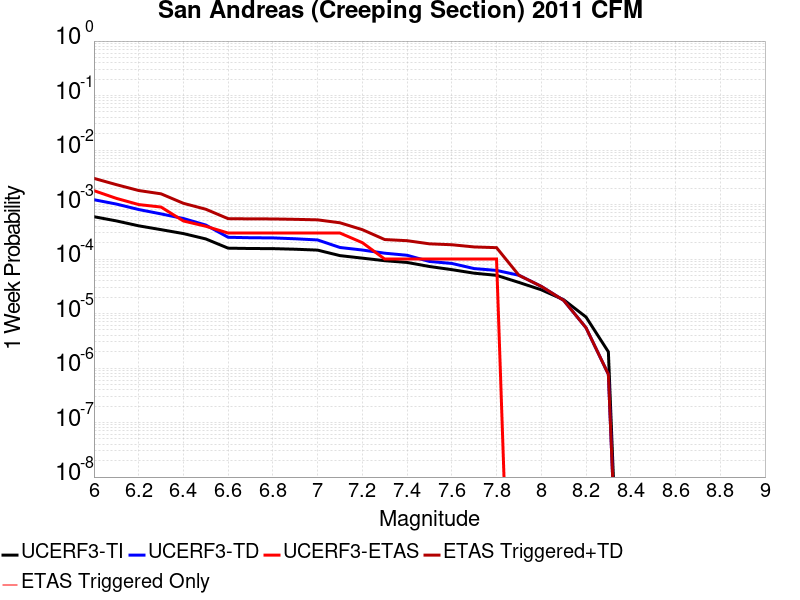 San Andreas (Creeping Section) 2011 CFM
10 0
10 -1
10 -2
10 -3
10 -4
10 -5
10 -6
10 -7
10 -8
1 Week Probability
6 6.2 6.4 6.6 6.8 7 7.2 7.4 7.6 7.8 8 8.2 8.4 8.6 8.8 9
Magnitude
UCERF3-TI UCERF3-TD UCERF3-ETAS ETAS Triggered+TD
ETAS Triggered Only